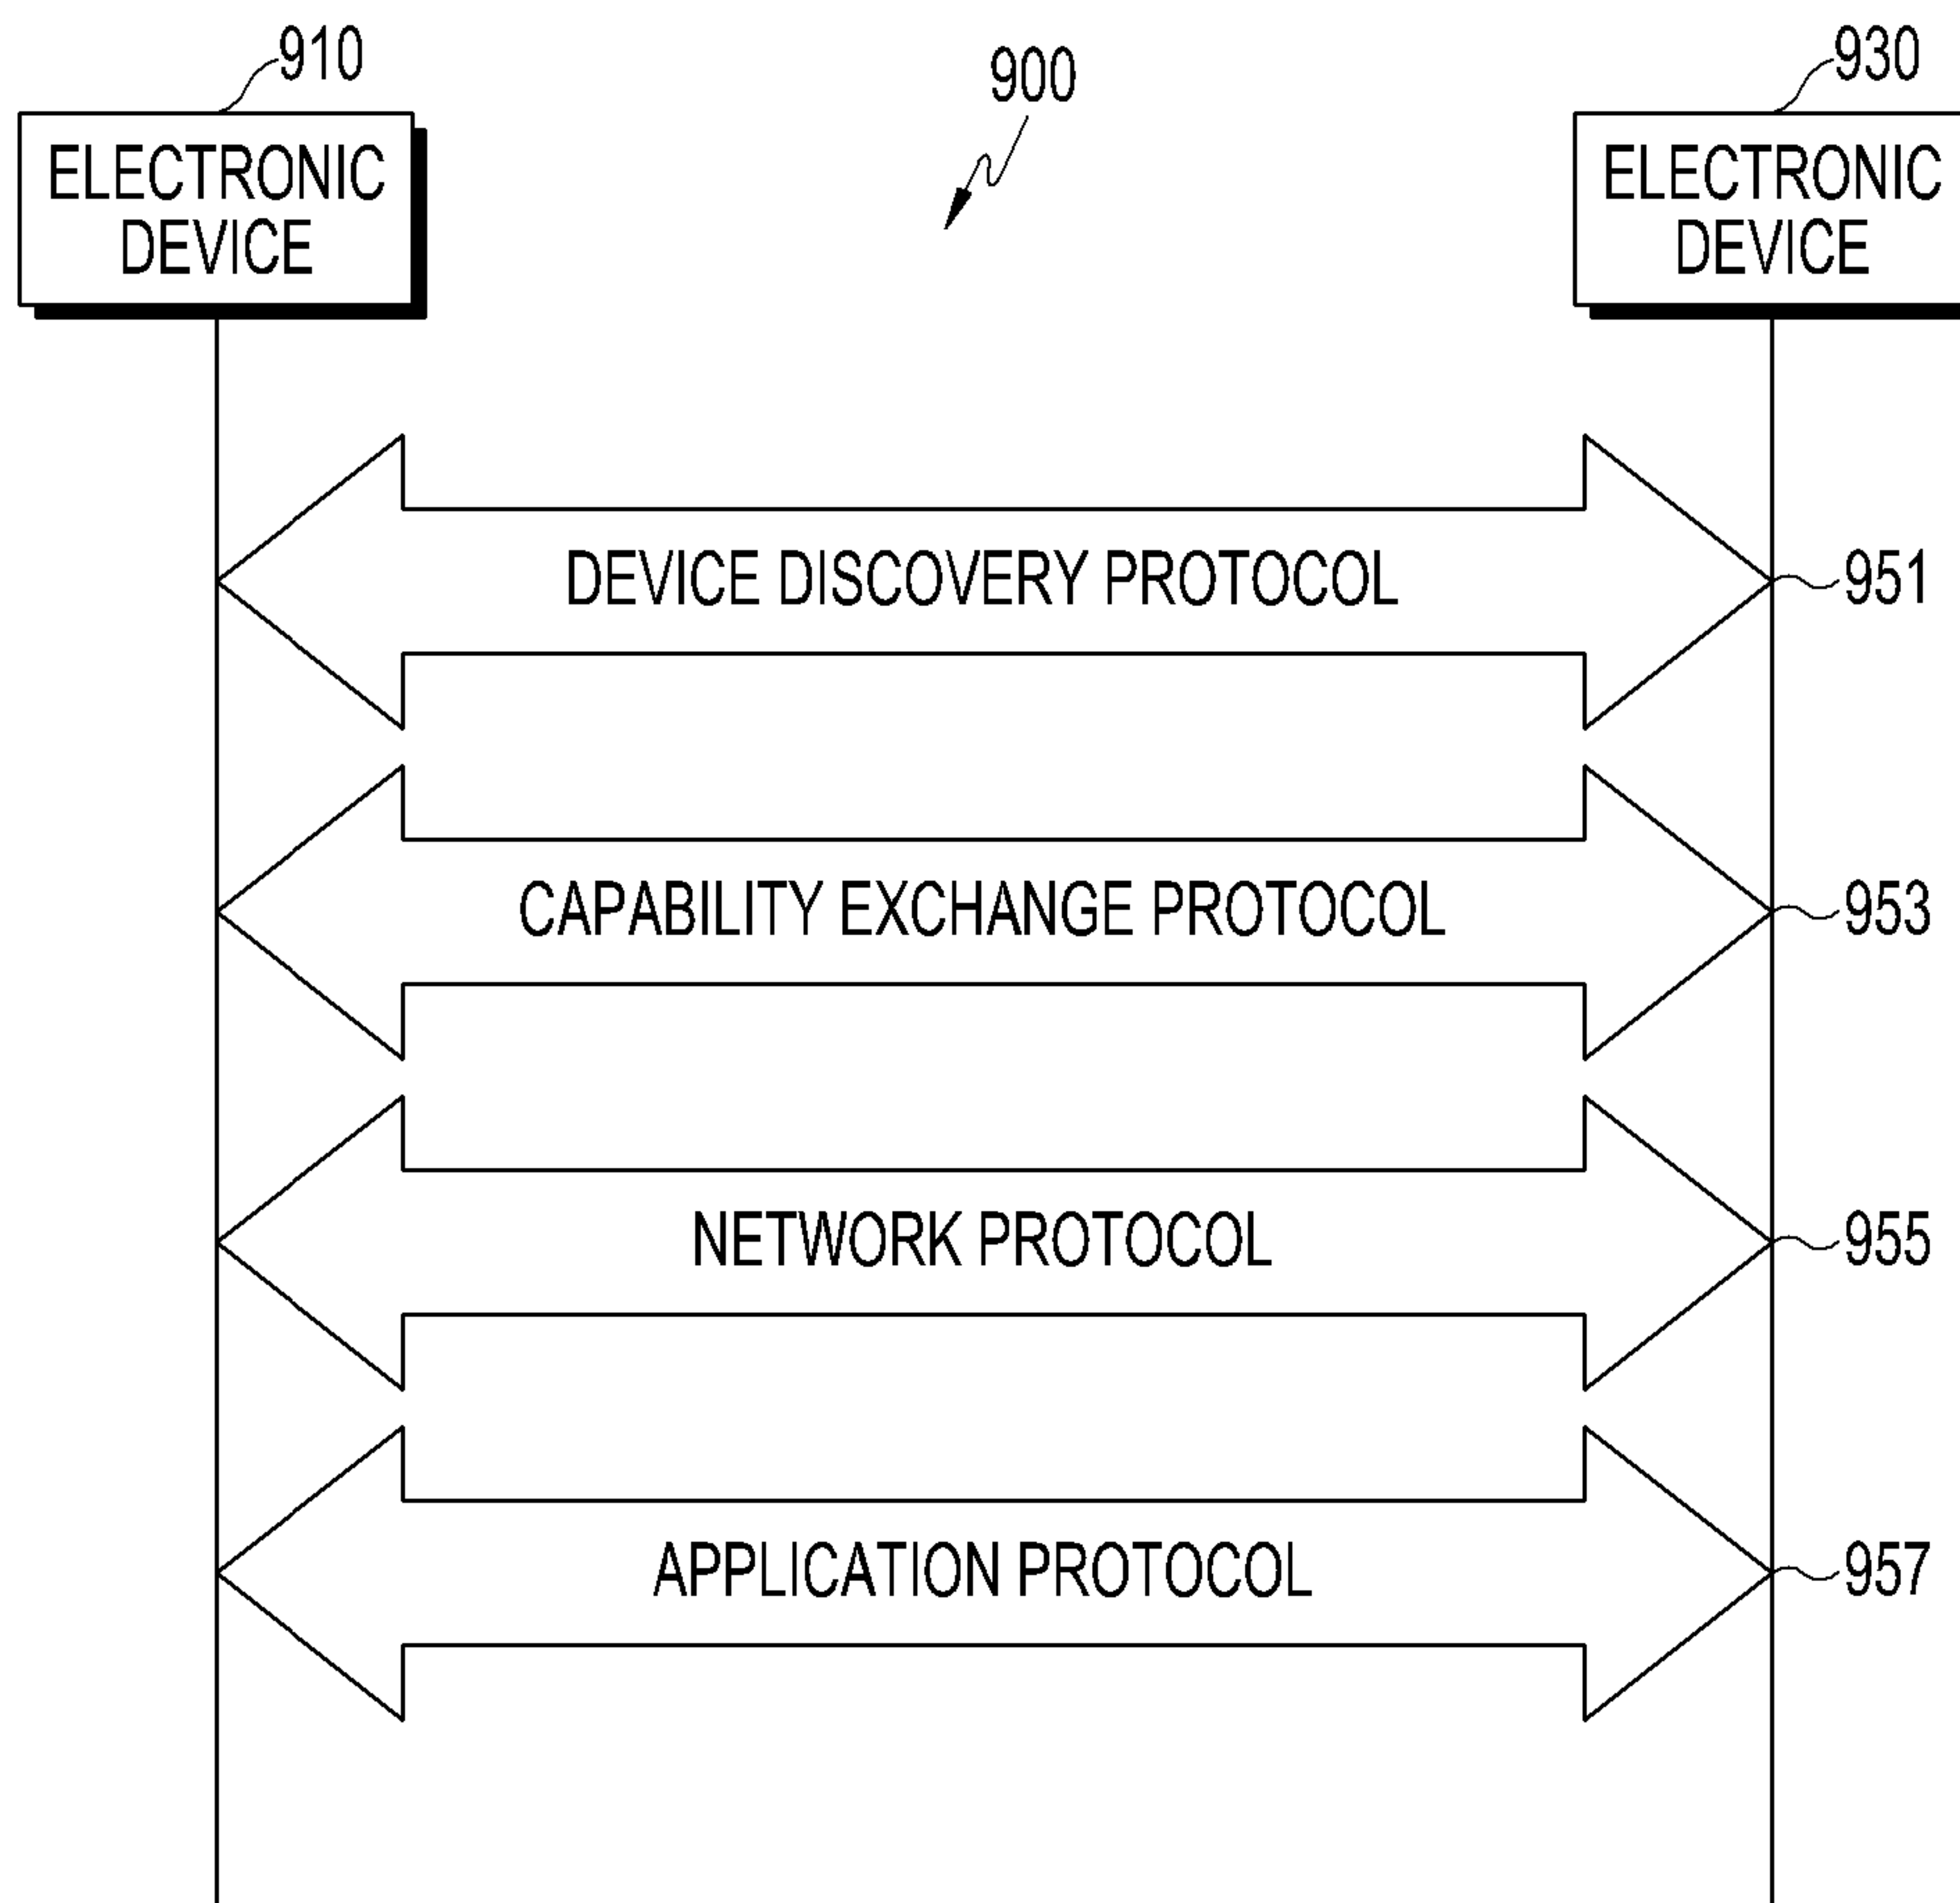 910
900
930
ELECTRONIC
DEVICE
ELECTRONIC
DEVICE
DEVICE DISCOVERY PROTOCOL
951
CAPABILITY EXCHANGE PROTOCOL
953
NETWORK PROTOCOL
955
APPLICATION PROTOCOL
957